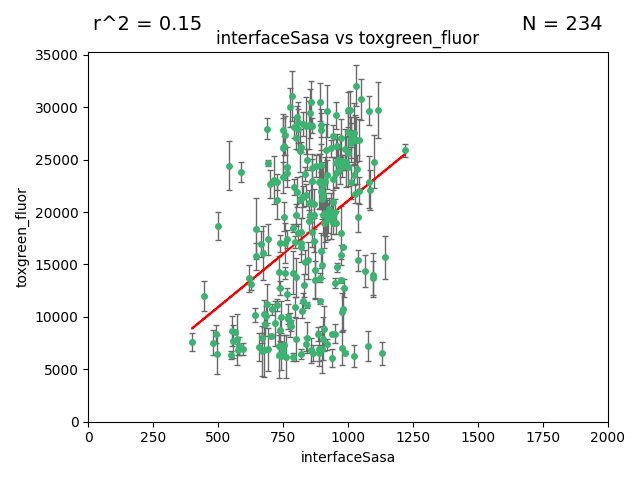 r^2 = 0.15
N = 234
interfaceSasa vs toxgreen_fluor
35000
30000
25000
20000
15000
10000
5000
0
toxgreen_fluor
0 250 500 750 1000 1250 1500 1750 2000
interfaceSasa